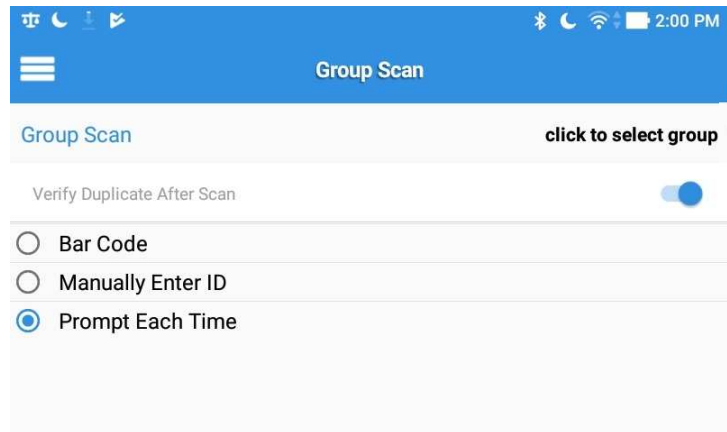 2:00 PM
Group Scan
Group Scan
click to select group
Verify Duplicate After Scan
Bar Code
Manually Enter ID
Prompt Each Time